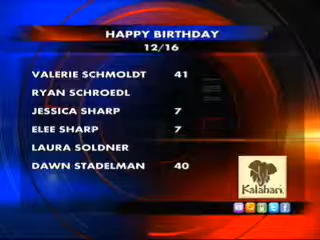 HAPPY BIRTHDAY
12/16
VALERIE SCHMOLDT 41
RYAN SCHROEDL
JESSICA SHARP 7
ELEE SHARP 7
LAURA SOLDNER
DAWN STADELMAN 40
Kalahari